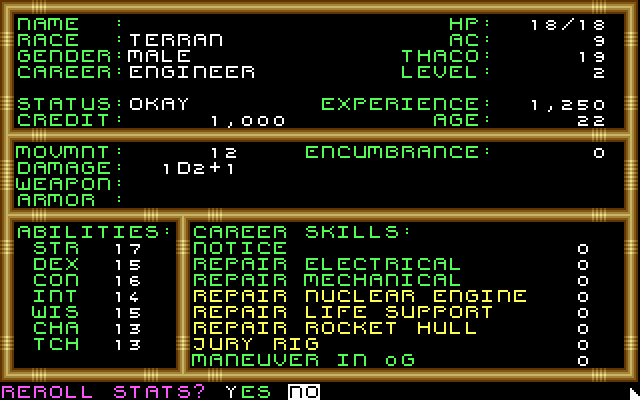 NAME : HP: 18/18
RACE :TERRAN AC: 9
GENDER:MALE THACO: 19
CAREER:ENGINEER LEVEL: 2
STATUS:OKAY EXPERIENCE: 1,250
CREDIT: 1,000 AGE: 22
MOVMNT: 12 ENCUMBRANCE: 0
DAMAGE: 1D2+1
WEAPON:
ARMOR :
ABILITIES:
STR 17
DEX 15
CON 16
INT 14
WIS 15
CHA 13
TCH 13
CAREER SKILLS:
NOTICE 0
REPAIR ELECTRICAL 0
REPAIR MECHANICAL 0
REPAIR NUCLEAR ENGINE 0
REPAIR LIFE SUPPORT 0
REPAIR ROCKET HULL 0
JURY RIG 0
MANEUVER IN 0G 0
REROLL STATS? YES NO